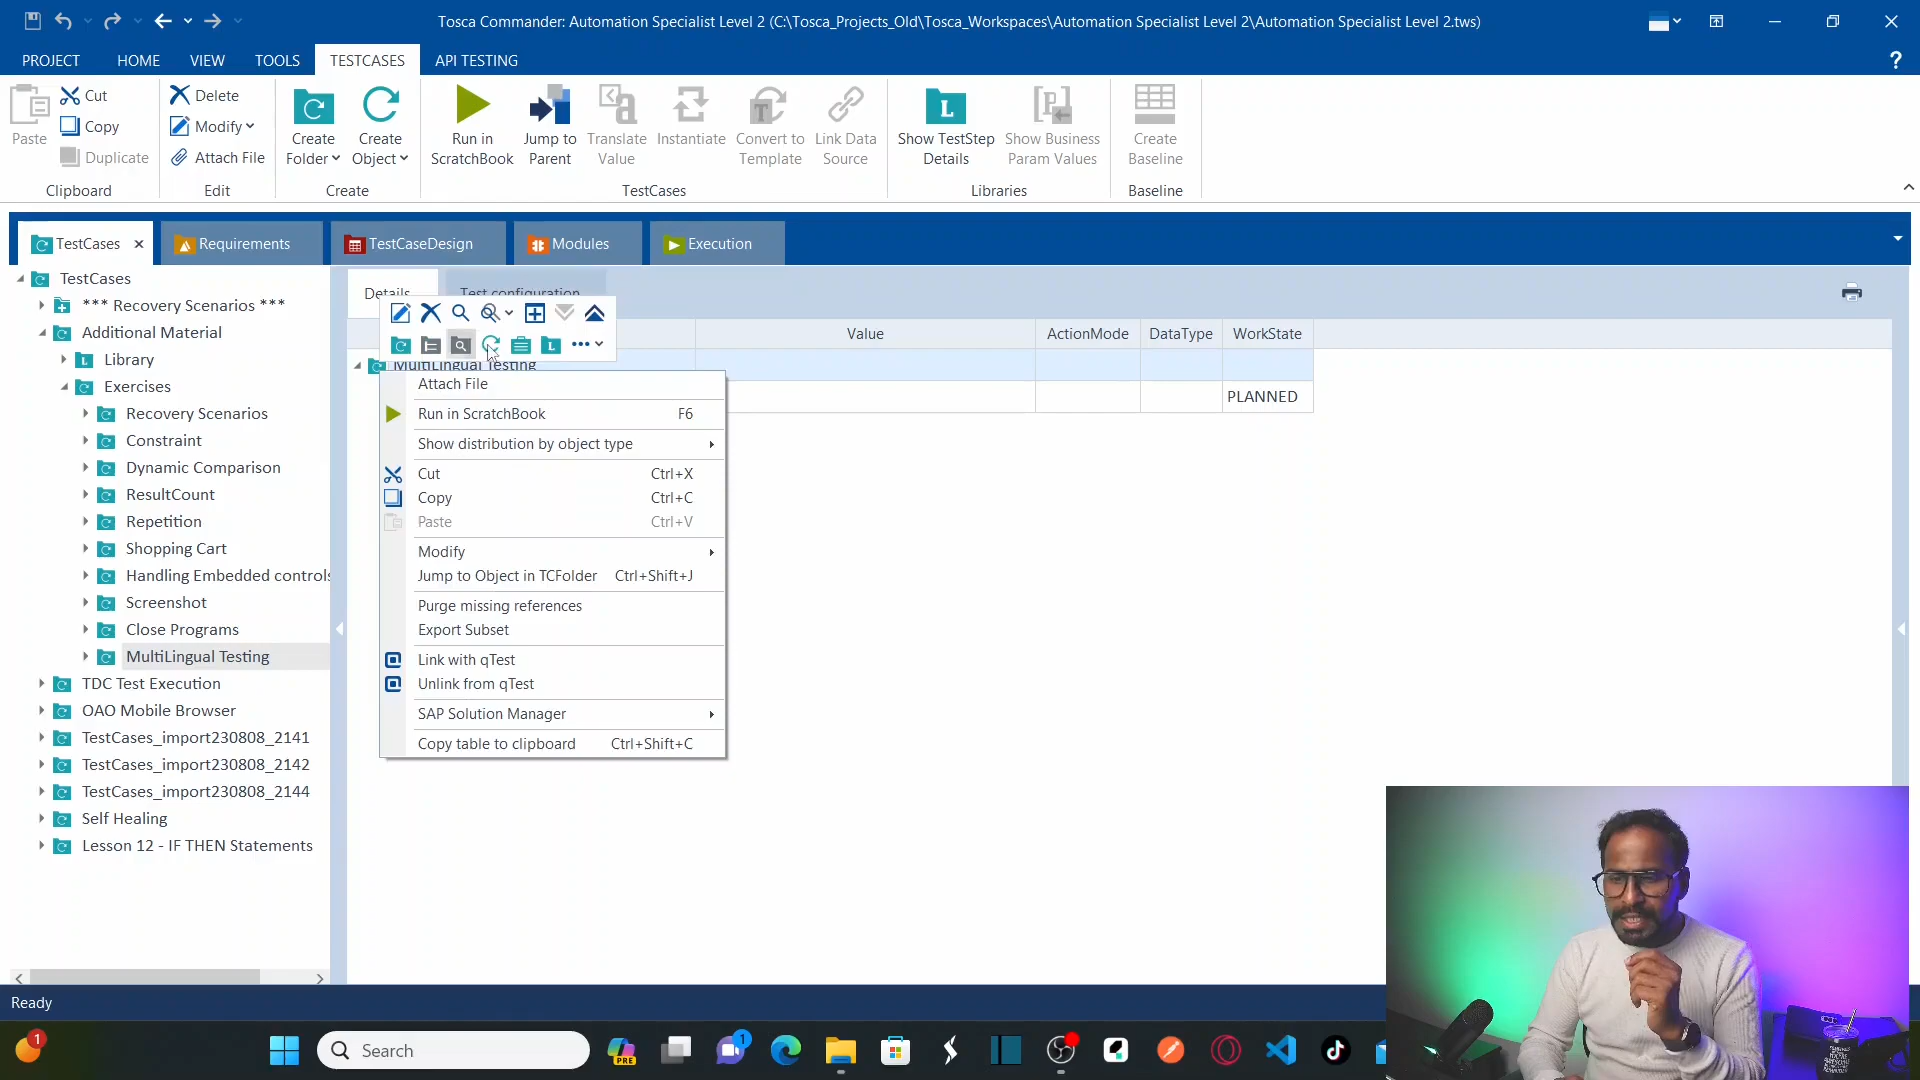 Tosca Commander: Automation Specialist Level 2 (C:\Tosca_Projects_Old\Tosca_Workspaces\Automation Specialist Level 2\Automation Specialist Level 2.tws)
PROJECT HOME VIEW TOOLS TESTCASES API TESTING ?
Paste
Cut
Copy
Duplicate
Clipboard
Delete
Modify
Attach File
Edit
Create
Folder
Create
Object
Create
Run in
ScratchBook
Jump to
Parent
Translate
Value
Instantiate
Convert to
Template
Link Data
Source
TestCases
Show TestStep
Details
Show Business
Param Values
Libraries
Create
Baseline
Baseline
TestCases Requirements TestCaseDesign Modules Execution
TestCases
*** Recovery Scenarios ***
Additional Material
Library
Exercises
Recovery Scenarios
Constraint
Dynamic Comparison
ResultCount
Repetition
Shopping Cart
Handling Embedded controls
Screenshot
Close Programs
MultiLingual Testing
TDC Test Execution
OAO Mobile Browser
TestCases_import230808_2141
TestCases_import230808_2142
TestCases_import230808_2144
Self Healing
Lesson 12 - IF THEN Statements
Details Test configuration
Value ActionMode DataType WorkState
MultiLingual Testing
PLANNED
Attach File
Run in ScratchBook F6
Show distribution by object type
Cut Ctrl+X
Copy Ctrl+C
Paste Ctrl+V
Modify
Jump to Object in TCFolder Ctrl+Shift+J
Purge missing references
Export Subset
Link with qTest
Unlink from qTest
SAP Solution Manager
Copy table to clipboard Ctrl+Shift+C
Ready
1
Search
PRE
1